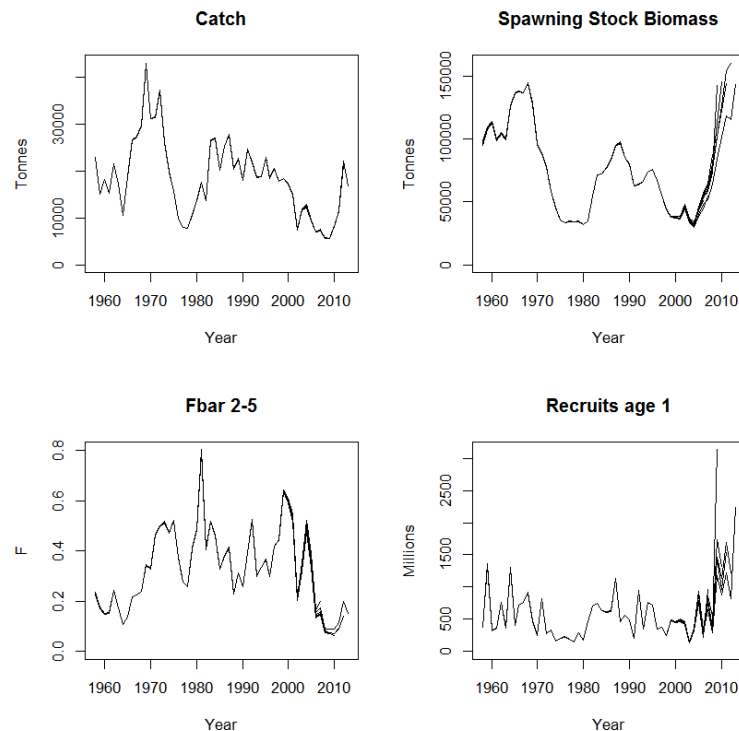 Catch
Tonnes
0 10000 30000
1960 1970 1980 1990 2000 2010
Year
Spawning Stock Biomass
Tonnes
0 50000 100000 150000
1960 1970 1980 1990 2000 2010
Year
Fbar 2-5
F
0.0 0.2 0.4 0.6 0.8
1960 1970 1980 1990 2000 2010
Year
Recruits age 1
Millions
0 500 1500 2500
1960 1970 1980 1990 2000 2010
Year